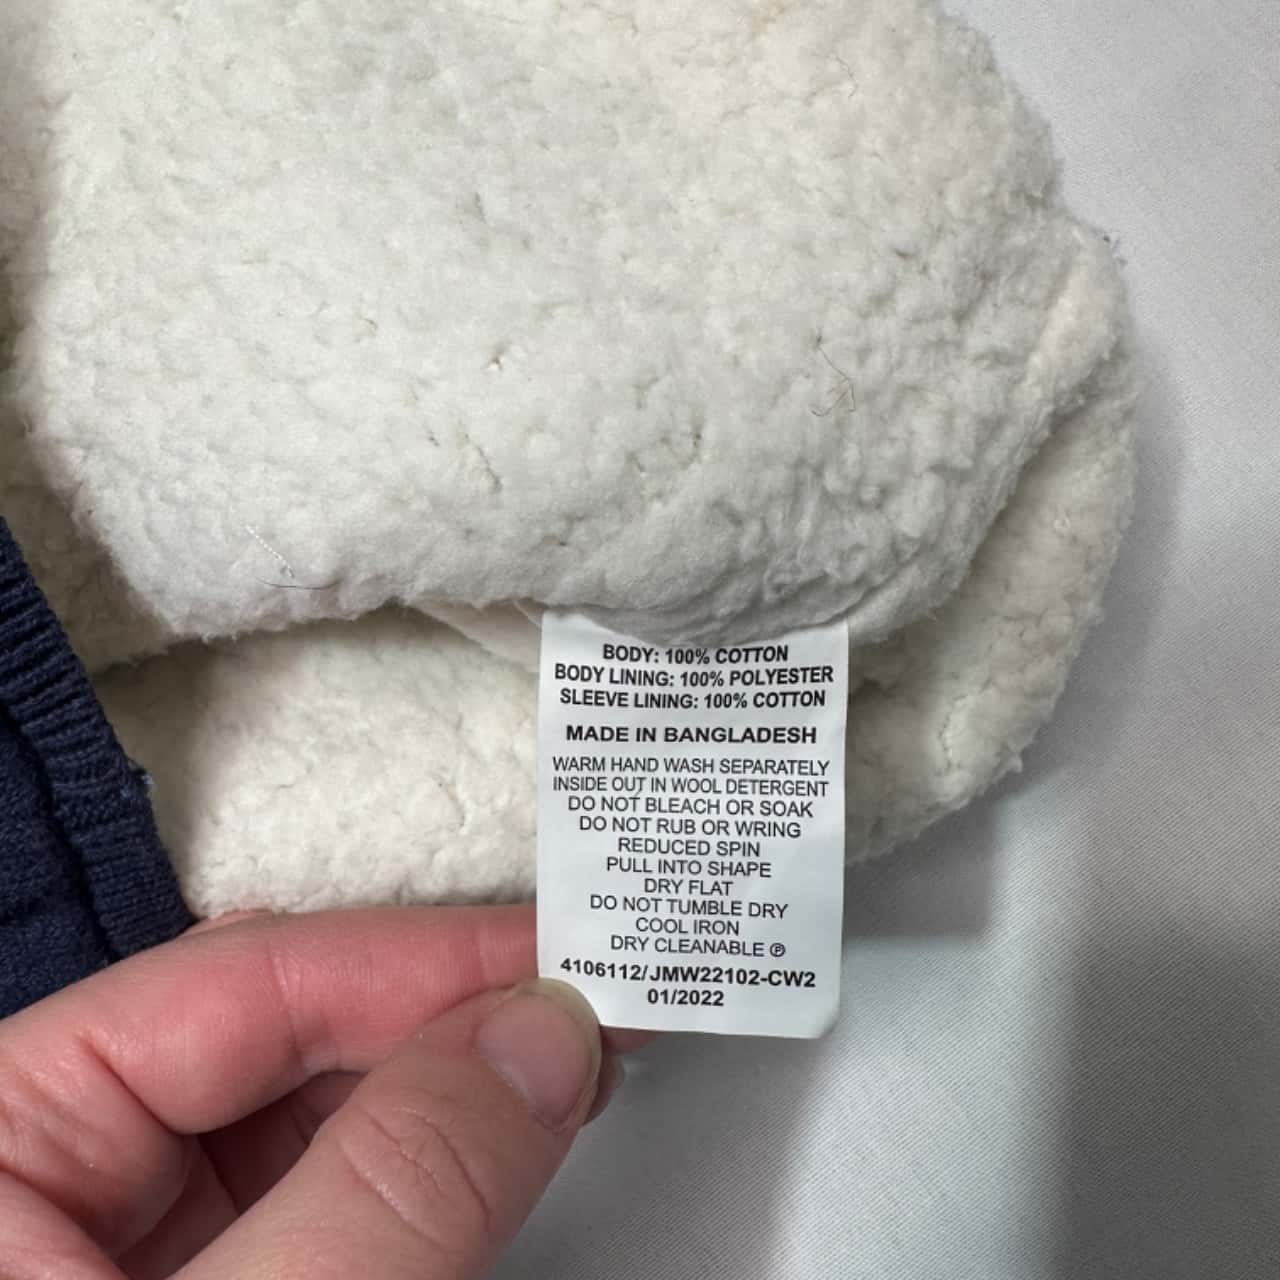 BODY: 100% COTTON
BODY LINING: 100% POLYESTER
SLEEVE LINING: 100% COTTON
MADE IN BANGLADESH
WARM HAND WASH SEPARATELY
INSIDE OUT IN WOOL DETERGENT
DO NOT BLEACH OR SOAK
DO NOT RUB OR WRING
REDUCED SPIN
PULL INTO SHAPE
DRY FLAT
DO NOT TUMBLE DRY
COOL IRON
DRY CLEANABLE Ⓟ
4106112/JMW22102-CW2
01/2022